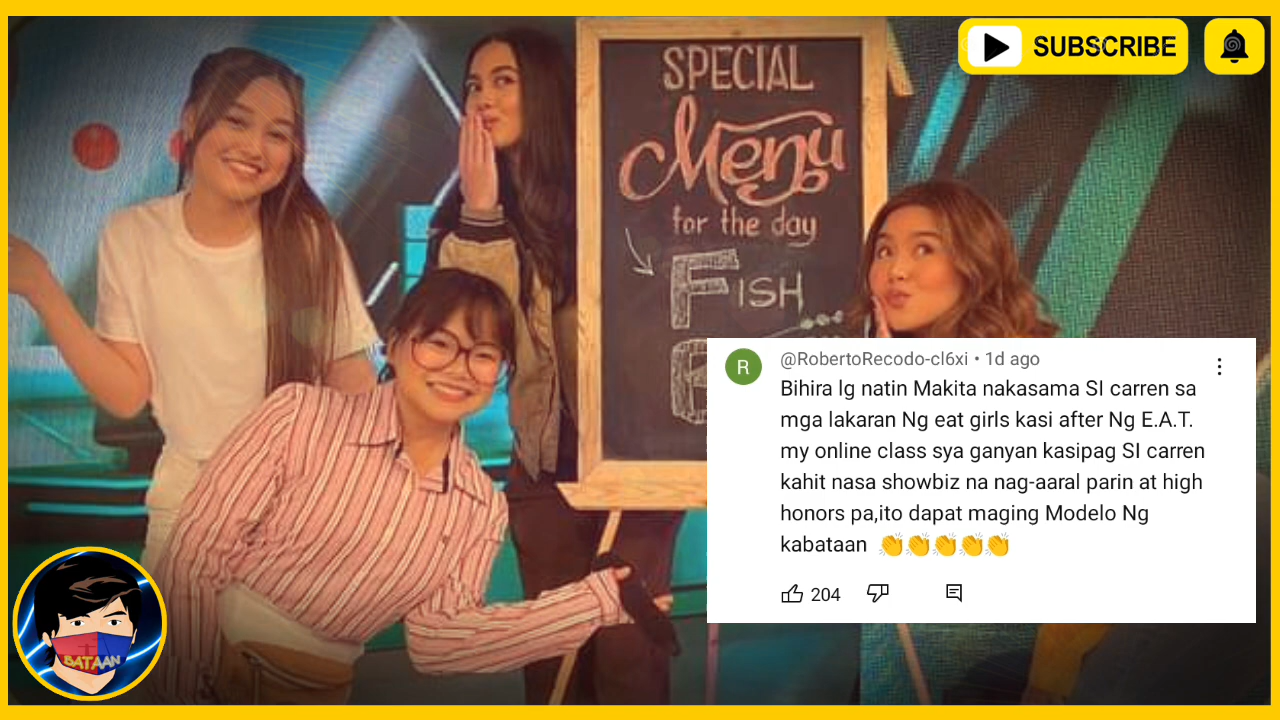 SUBSCRIBE
SPECIAL
Menu
for the day
FISH
R
@RobertoRecodo-cl6xi • 1d ago
Bihira lg natin Makita nakasama SI carren sa
mga lakaran Ng eat girls kasi after Ng E.A.T.
my online class sya ganyan kasipag SI carren
kahit nasa showbiz na nag-aaral parin at high
honors pa,ito dapat maging Modelo Ng
kabataan 👏👏👏👏👏
204
BATAAN